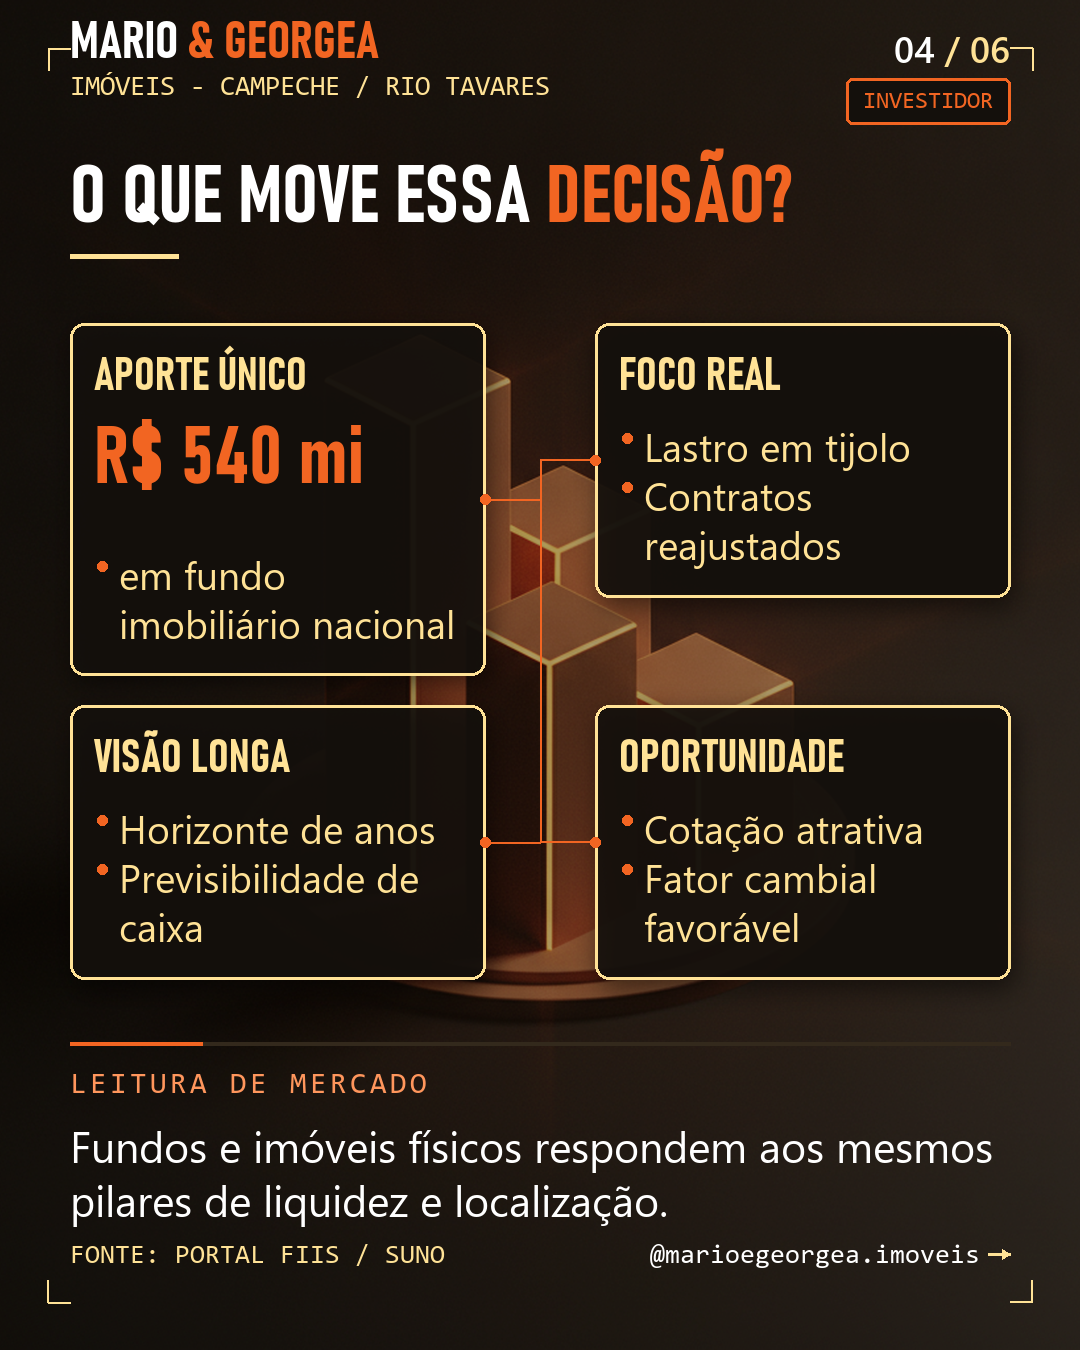 MARIO & GEORGEA
IMÓVEIS - CAMPECHE / RIO TAVARES
04 / 06
INVESTIDOR
O QUE MOVE ESSA DECISÃO?
APORTE ÚNICO
R$ 540 mi
em fundo
imobiliário nacional
FOCO REAL
Lastro em tijolo
Contratos
reajustados
VISÃO LONGA
Horizonte de anos
Previsibilidade de
caixa
OPORTUNIDADE
Cotação atrativa
Fator cambial
favorável
LEITURA DE MERCADO
Fundos e imóveis físicos respondem aos mesmos
pilares de liquidez e localização.
FONTE: PORTAL FIIS / SUNO
@marioegeorgea.imoveis